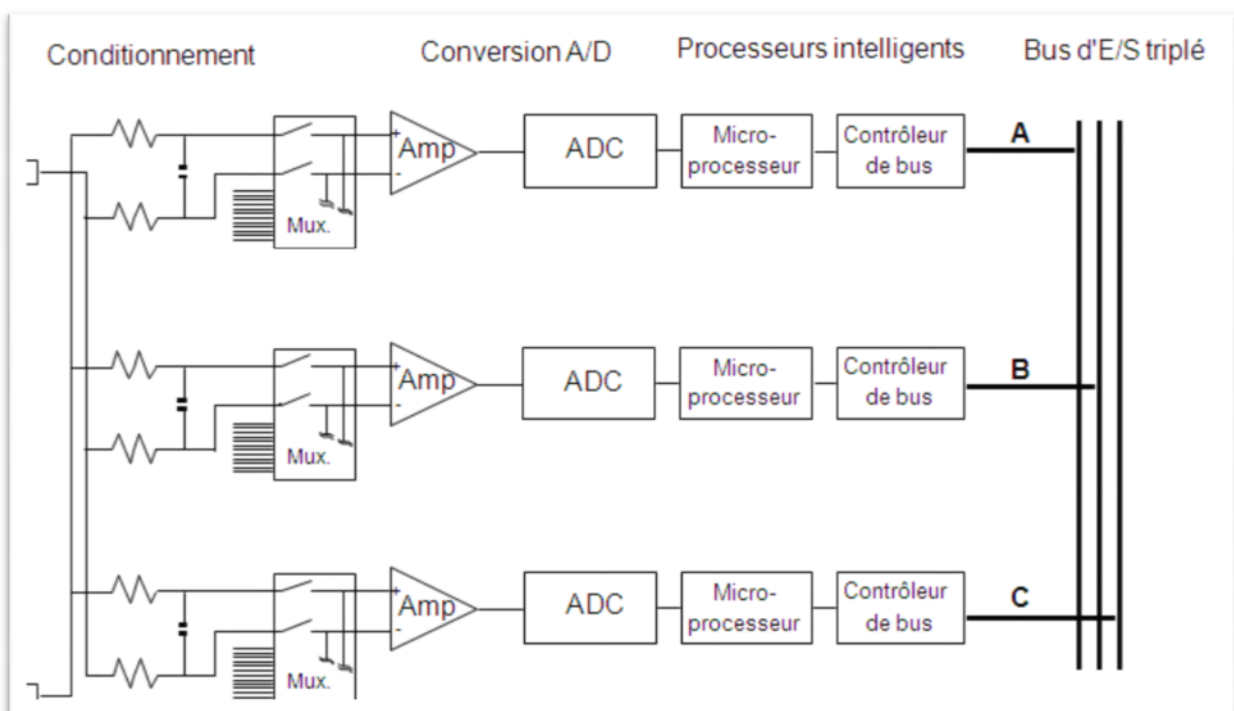 Conditionnement
Conversion A/D
Processeurs intelligents
Bus d'E/S triplé
Mux.
+
-
Amp
ADC
Micro-
processeur
Contrôleur
de bus
A
Mux.
+
-
Amp
ADC
Micro-
processeur
Contrôleur
de bus
B
Mux.
+
-
Amp
ADC
Micro-
processeur
Contrôleur
de bus
C